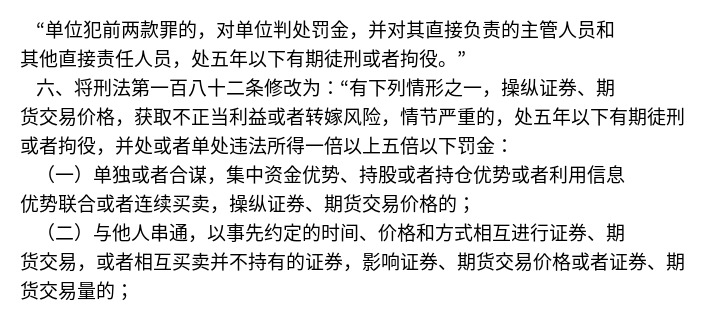 “单位犯前两款罪的，对单位判处罚金，并对其直接负责的主管人员和
其他直接责任人员，处五年以下有期徒刑或者拘役。”
六、将刑法第一百八十二条修改为：“有下列情形之一，操纵证券、期
货交易价格，获取不正当利益或者转嫁风险，情节严重的，处五年以下有期徒刑
或者拘役，并处或者单处违法所得一倍以上五倍以下罚金：
（一）单独或者合谋，集中资金优势、持股或者持仓优势或者利用信息
优势联合或者连续买卖，操纵证券、期货交易价格的；
（二）与他人串通，以事先约定的时间、价格和方式相互进行证券、期
货交易，或者相互买卖并不持有的证券，影响证券、期货交易价格或者证券、期
货交易量的；